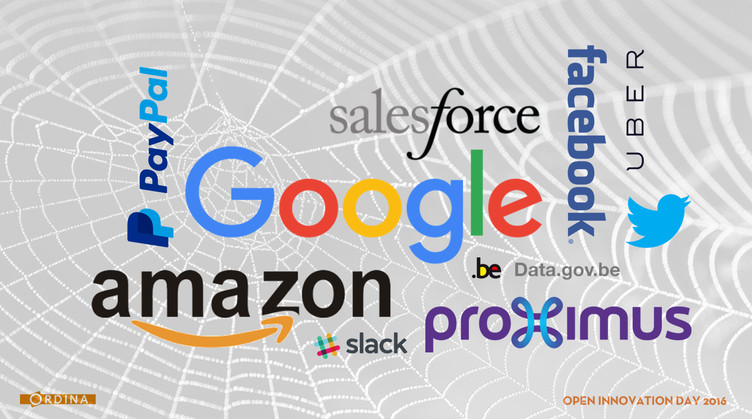 PayPal
salesforce
facebook
UBER
Google
.be Data.gov.be
amazon
slack
proximus
ORDINA
OPEN INNOVATION DAY 2016